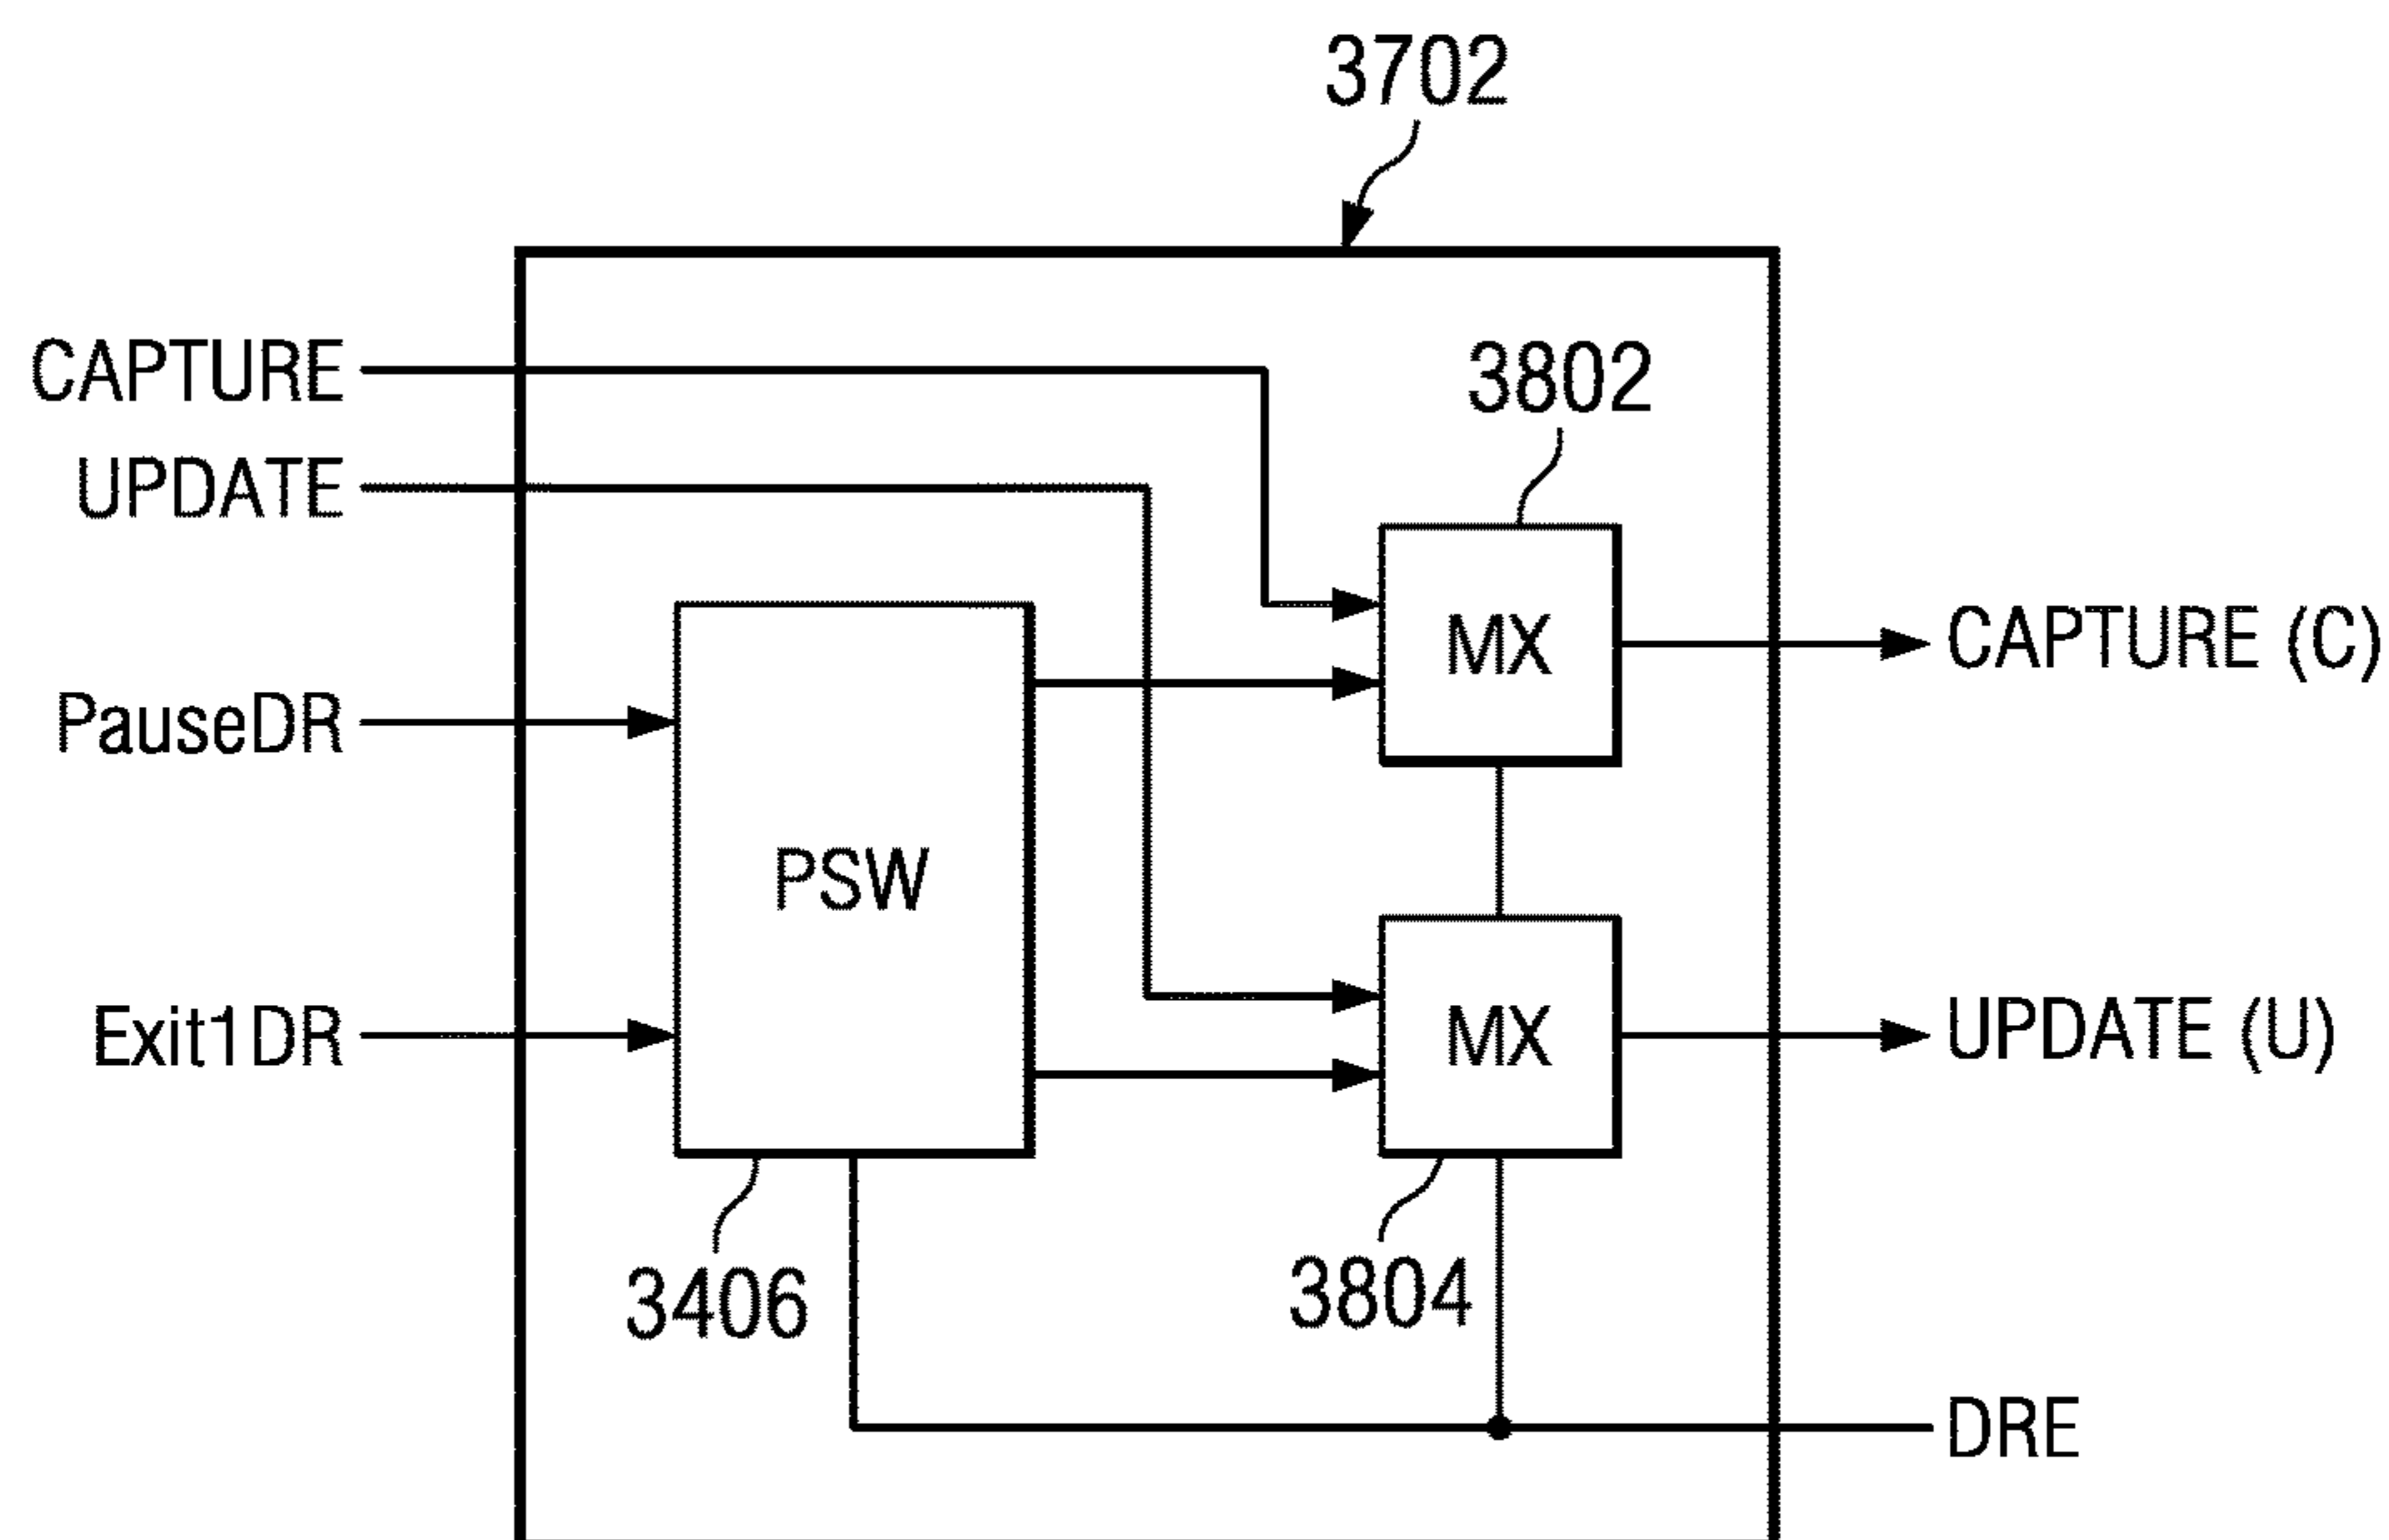 3702
CAPTURE
3802
UPDATE
MX
CAPTURE (C)
PauseDR
PSW
Exit1DR
MX
UPDATE (U)
3406
3804
DRE